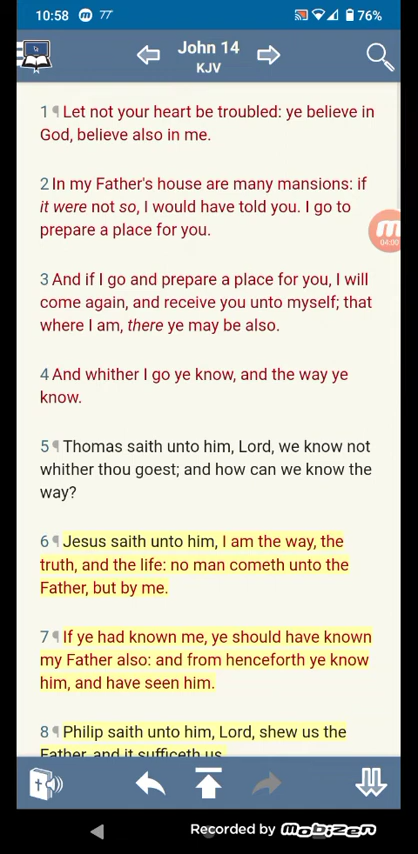 10:58 77 76%
John 14
KJV
1 ¶ Let not your heart be troubled: ye believe in
God, believe also in me.
2 In my Father's house are many mansions: if
it were not so, I would have told you. I go to
prepare a place for you.
04:00
3 And if I go and prepare a place for you, I will
come again, and receive you unto myself; that
where I am, there ye may be also.
4 And whither I go ye know, and the way ye
know.
5 ¶ Thomas saith unto him, Lord, we know not
whither thou goest; and how can we know the
way?
6 ¶ Jesus saith unto him, I am the way, the
truth, and the life: no man cometh unto the
Father, but by me.
7 ¶ If ye had known me, ye should have known
my Father also: and from henceforth ye know
him, and have seen him.
8 ¶ Philip saith unto him, Lord, shew us the
Father, and it sufficeth us.
Recorded by mobizen